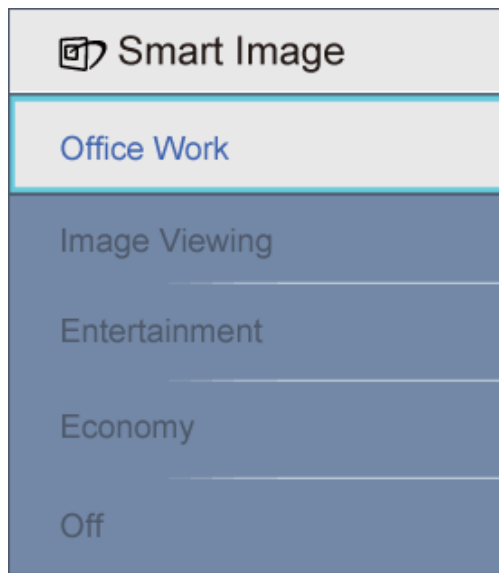 Smart Image
Office Work
Image Viewing
Entertainment
Economy
Off